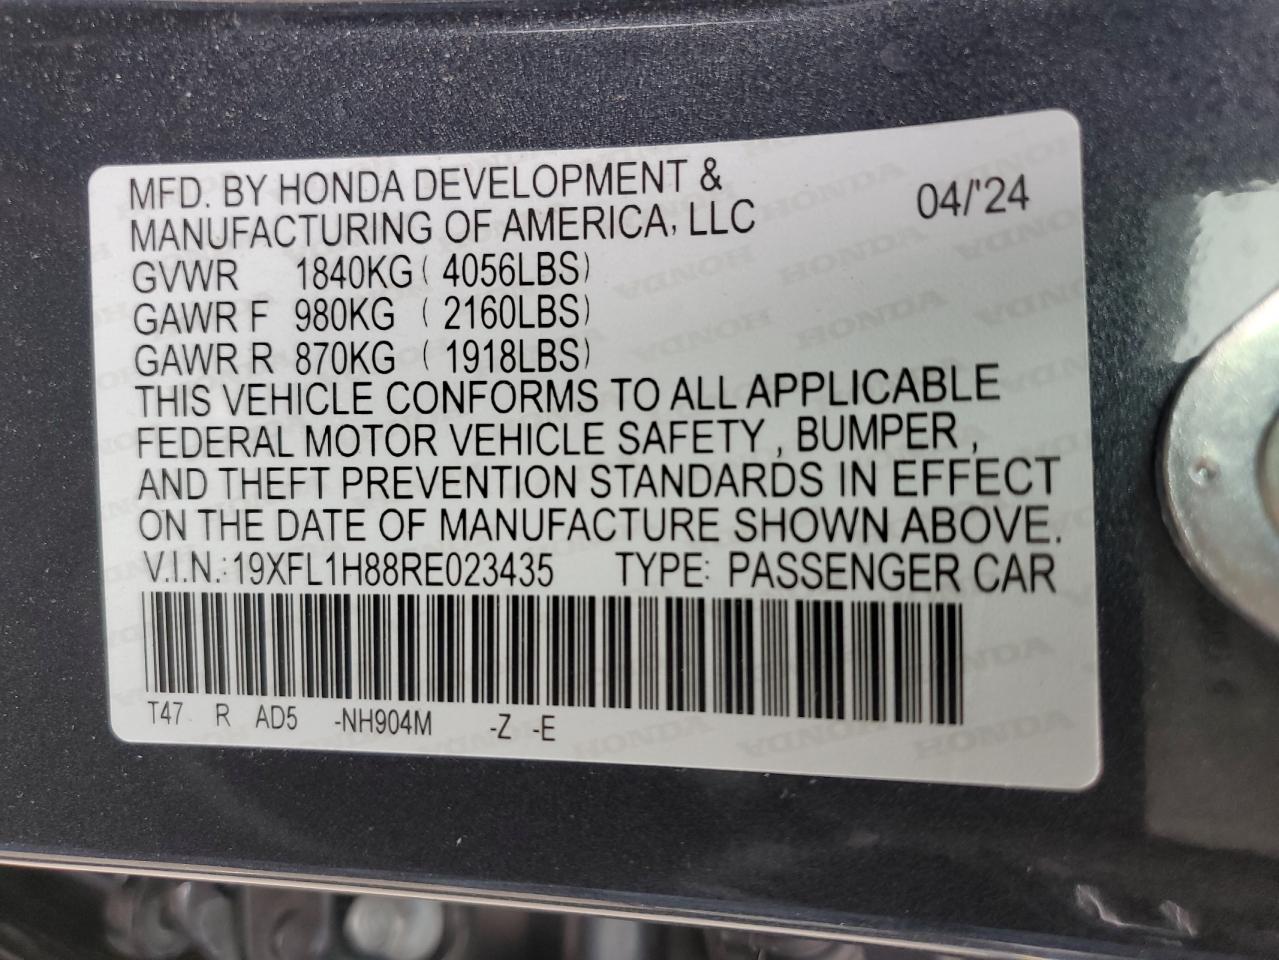 MFD. BY HONDA DEVELOPMENT &
MANUFACTURING OF AMERICA, LLC
04/'24
GVWR 1840KG ( 4056LBS)
GAWR F 980KG ( 2160LBS)
GAWR R 870KG ( 1918LBS)
THIS VEHICLE CONFORMS TO ALL APPLICABLE
FEDERAL MOTOR VEHICLE SAFETY , BUMPER ,
AND THEFT PREVENTION STANDARDS IN EFFECT
ON THE DATE OF MANUFACTURE SHOWN ABOVE.
V.I.N.: 19XFL1H88RE023435 TYPE: PASSENGER CAR
T47 R AD5 -NH904M -Z -E